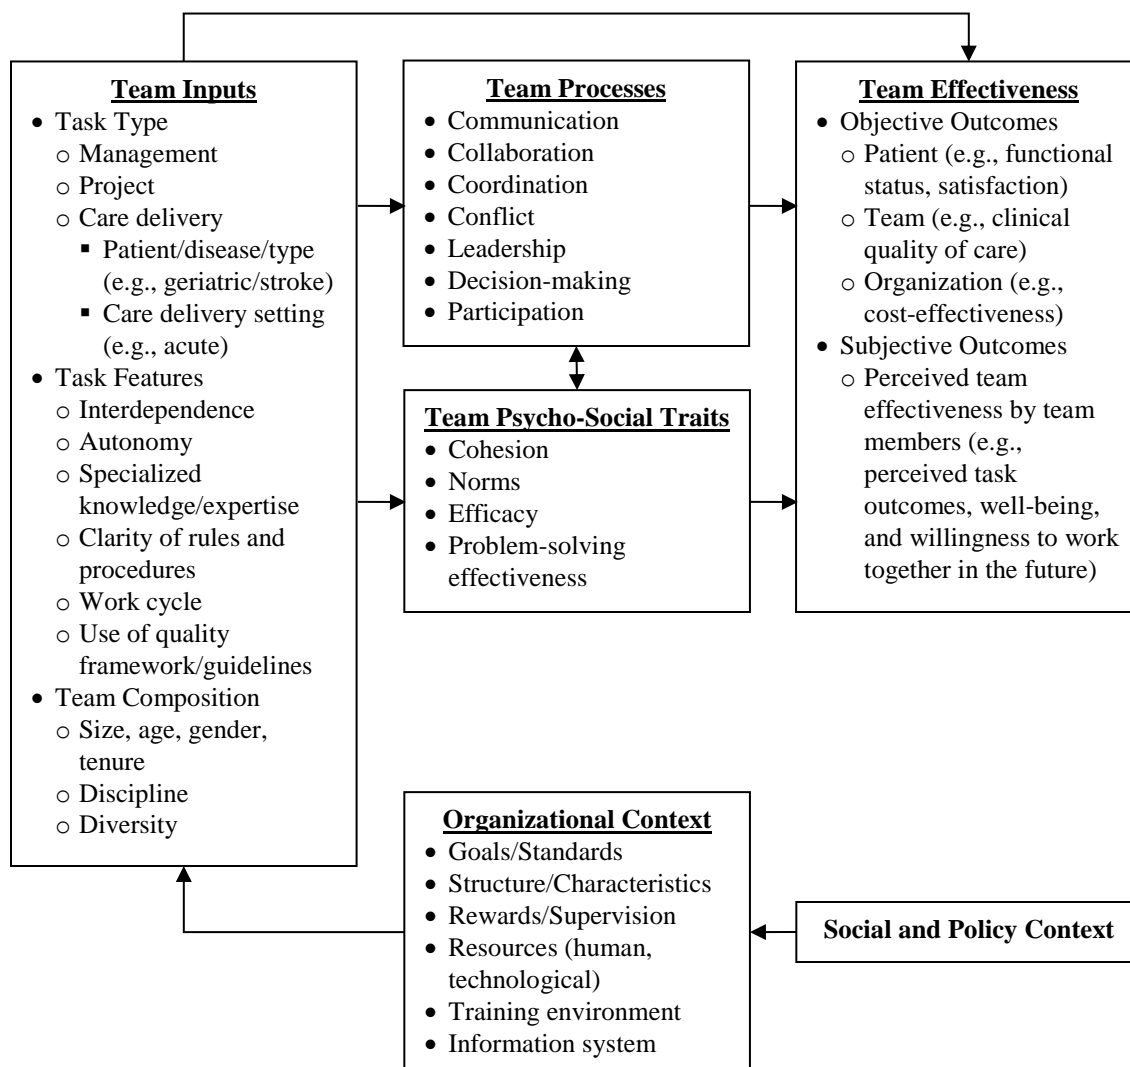 Team Inputs
• Task Type
o Management
o Project
o Care delivery
▪ Patient/disease/type
(e.g., geriatric/stroke)
▪ Care delivery setting
(e.g., acute)
• Task Features
o Interdependence
o Autonomy
o Specialized
knowledge/expertise
o Clarity of rules and
procedures
o Work cycle
o Use of quality
framework/guidelines
• Team Composition
o Size, age, gender,
tenure
o Discipline
o Diversity
Team Processes
• Communication
• Collaboration
• Coordination
• Conflict
• Leadership
• Decision-making
• Participation
Team Psycho-Social Traits
• Cohesion
• Norms
• Efficacy
• Problem-solving
effectiveness
Team Effectiveness
• Objective Outcomes
o Patient (e.g., functional
status, satisfaction)
o Team (e.g., clinical
quality of care)
o Organization (e.g.,
cost-effectiveness)
• Subjective Outcomes
o Perceived team
effectiveness by team
members (e.g.,
perceived task
outcomes, well-being,
and willingness to work
together in the future)
Organizational Context
• Goals/Standards
• Structure/Characteristics
• Rewards/Supervision
• Resources (human,
technological)
• Training environment
• Information system
Social and Policy Context